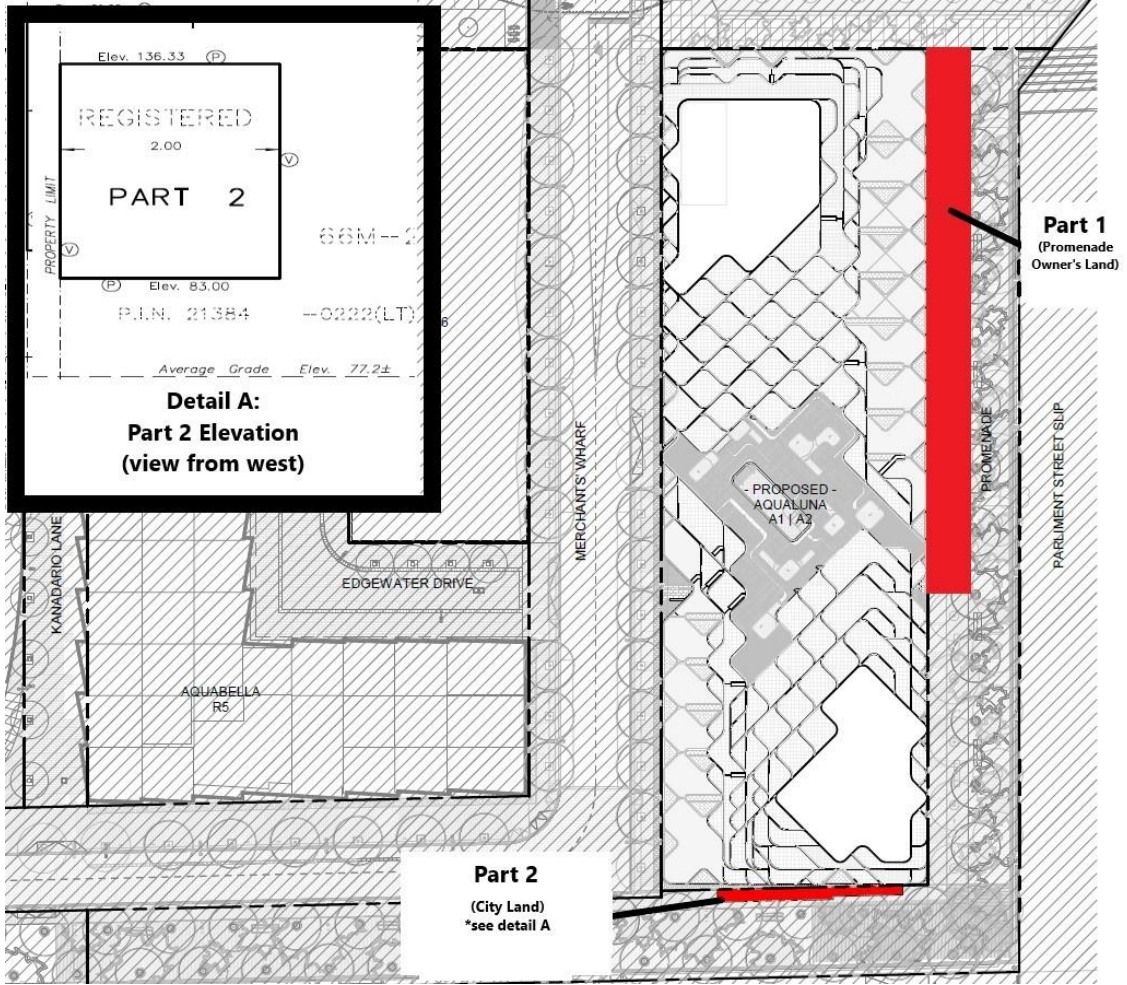 Elev. 136.33 (P)
REGISTERED
2.00
(V)
PART 2
PROPERTY LIMIT
(V)
66M-2
(P) Elev. 83.00
P.I.N. 21384 -0222(LT)
6
Average Grade Elev. 77.2±
Detail A:
Part 2 Elevation
(view from west)
Part 1
(Promenade
Owner's Land)
MERCHANTS' WHARF
PROMENADE
PARLIMENT STREET SLIP
- PROPOSED -
AQUALUNA
A1 | A2
KANADARIO LANE
EDGEWATER DRIVE
AQUABELLA
R5
Part 2
(City Land)
*see detail A